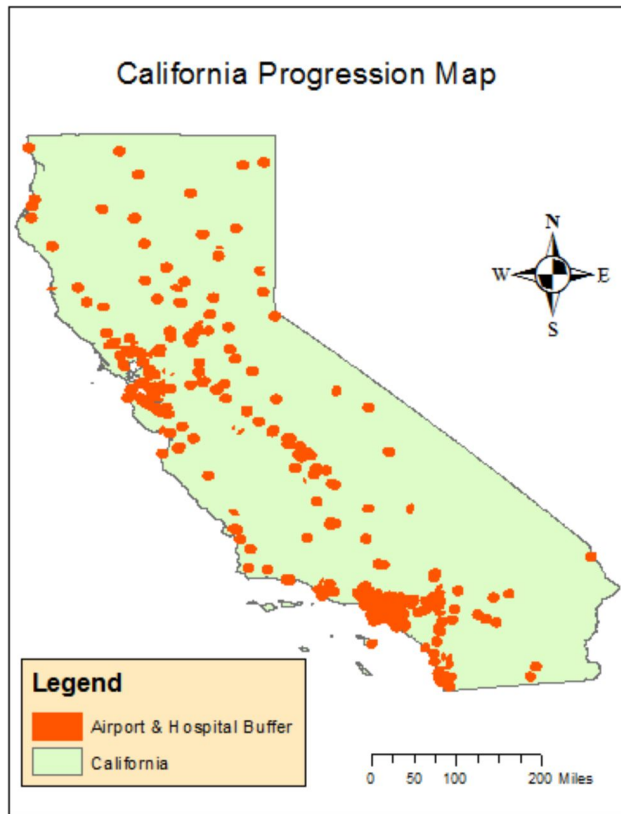 California Progression Map
N
W E
S
Legend
Airport & Hospital Buffer
California
0 50 100 200 Miles